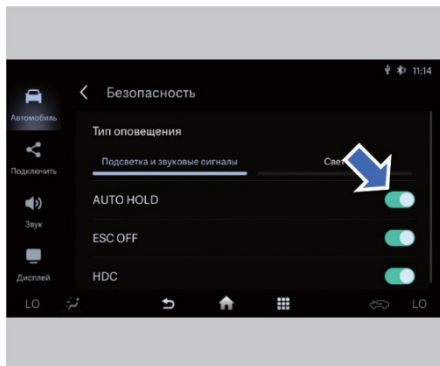 11:14
Безопасность
Автомобиль
Тип оповещения
Подсветка и звуковые сигналы
Свет
Подключить
AUTO HOLD
Звук
ESC OFF
Дисплей
HDC
LO
LO